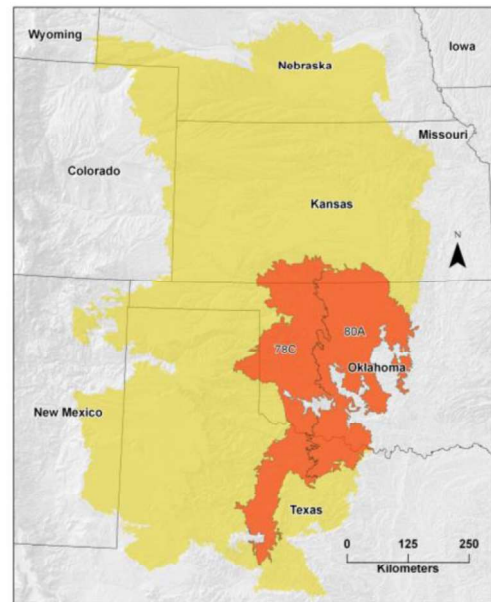 Wyoming
Nebraska
Iowa
Missouri
Colorado
Kansas
N
78C
80A
Oklahoma
New Mexico
Texas
0 125 250
Kilometers